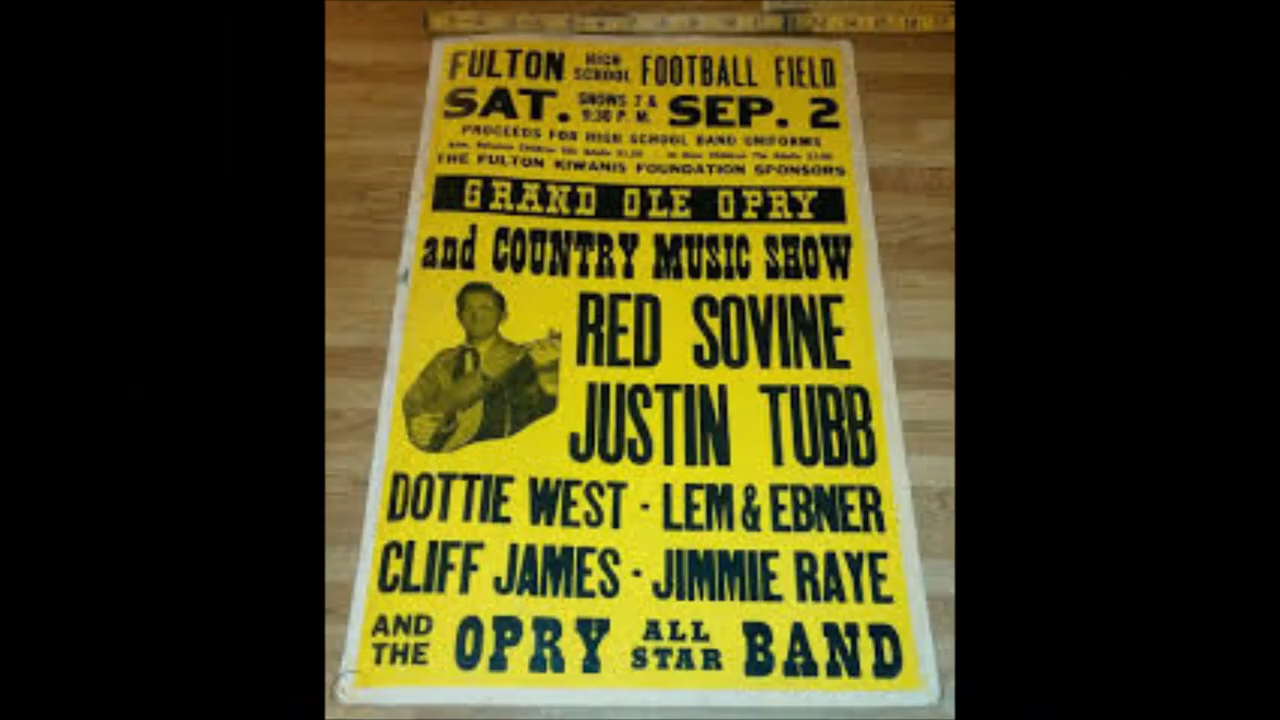 FULTON HIGH SCHOOL FOOTBALL FIELD
SAT. SHOWS 7 & 9:30 P. M. SEP. 2
PROCEEDS FOR HIGH SCHOOL BAND UNIFORMS
THE FULTON KIWANIS FOUNDATION SPONSORS
GRAND OLE OPRY
and COUNTRY MUSIC SHOW
RED SOVINE
JUSTIN TUBB
DOTTIE WEST - LEM & EBNER
CLIFF JAMES - JIMMIE RAYE
AND THE OPRY ALL STAR BAND